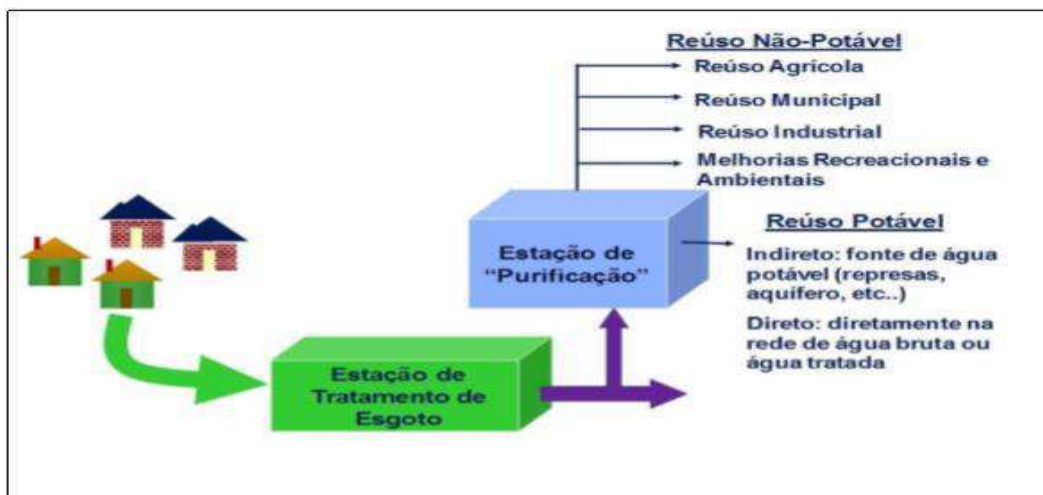 Reúso Não-Potável
Reúso Agrícola
Reúso Municipal
Reúso Industrial
Melhorias Recreacionais e
Ambientais
Estação de
“Purificação”
Reúso Potável
Indireto: fonte de água
potável (represas,
aquífero, etc..)
Direto: diretamente na
rede de água bruta ou
água tratada
Estação de
Tratamento de
Esgoto